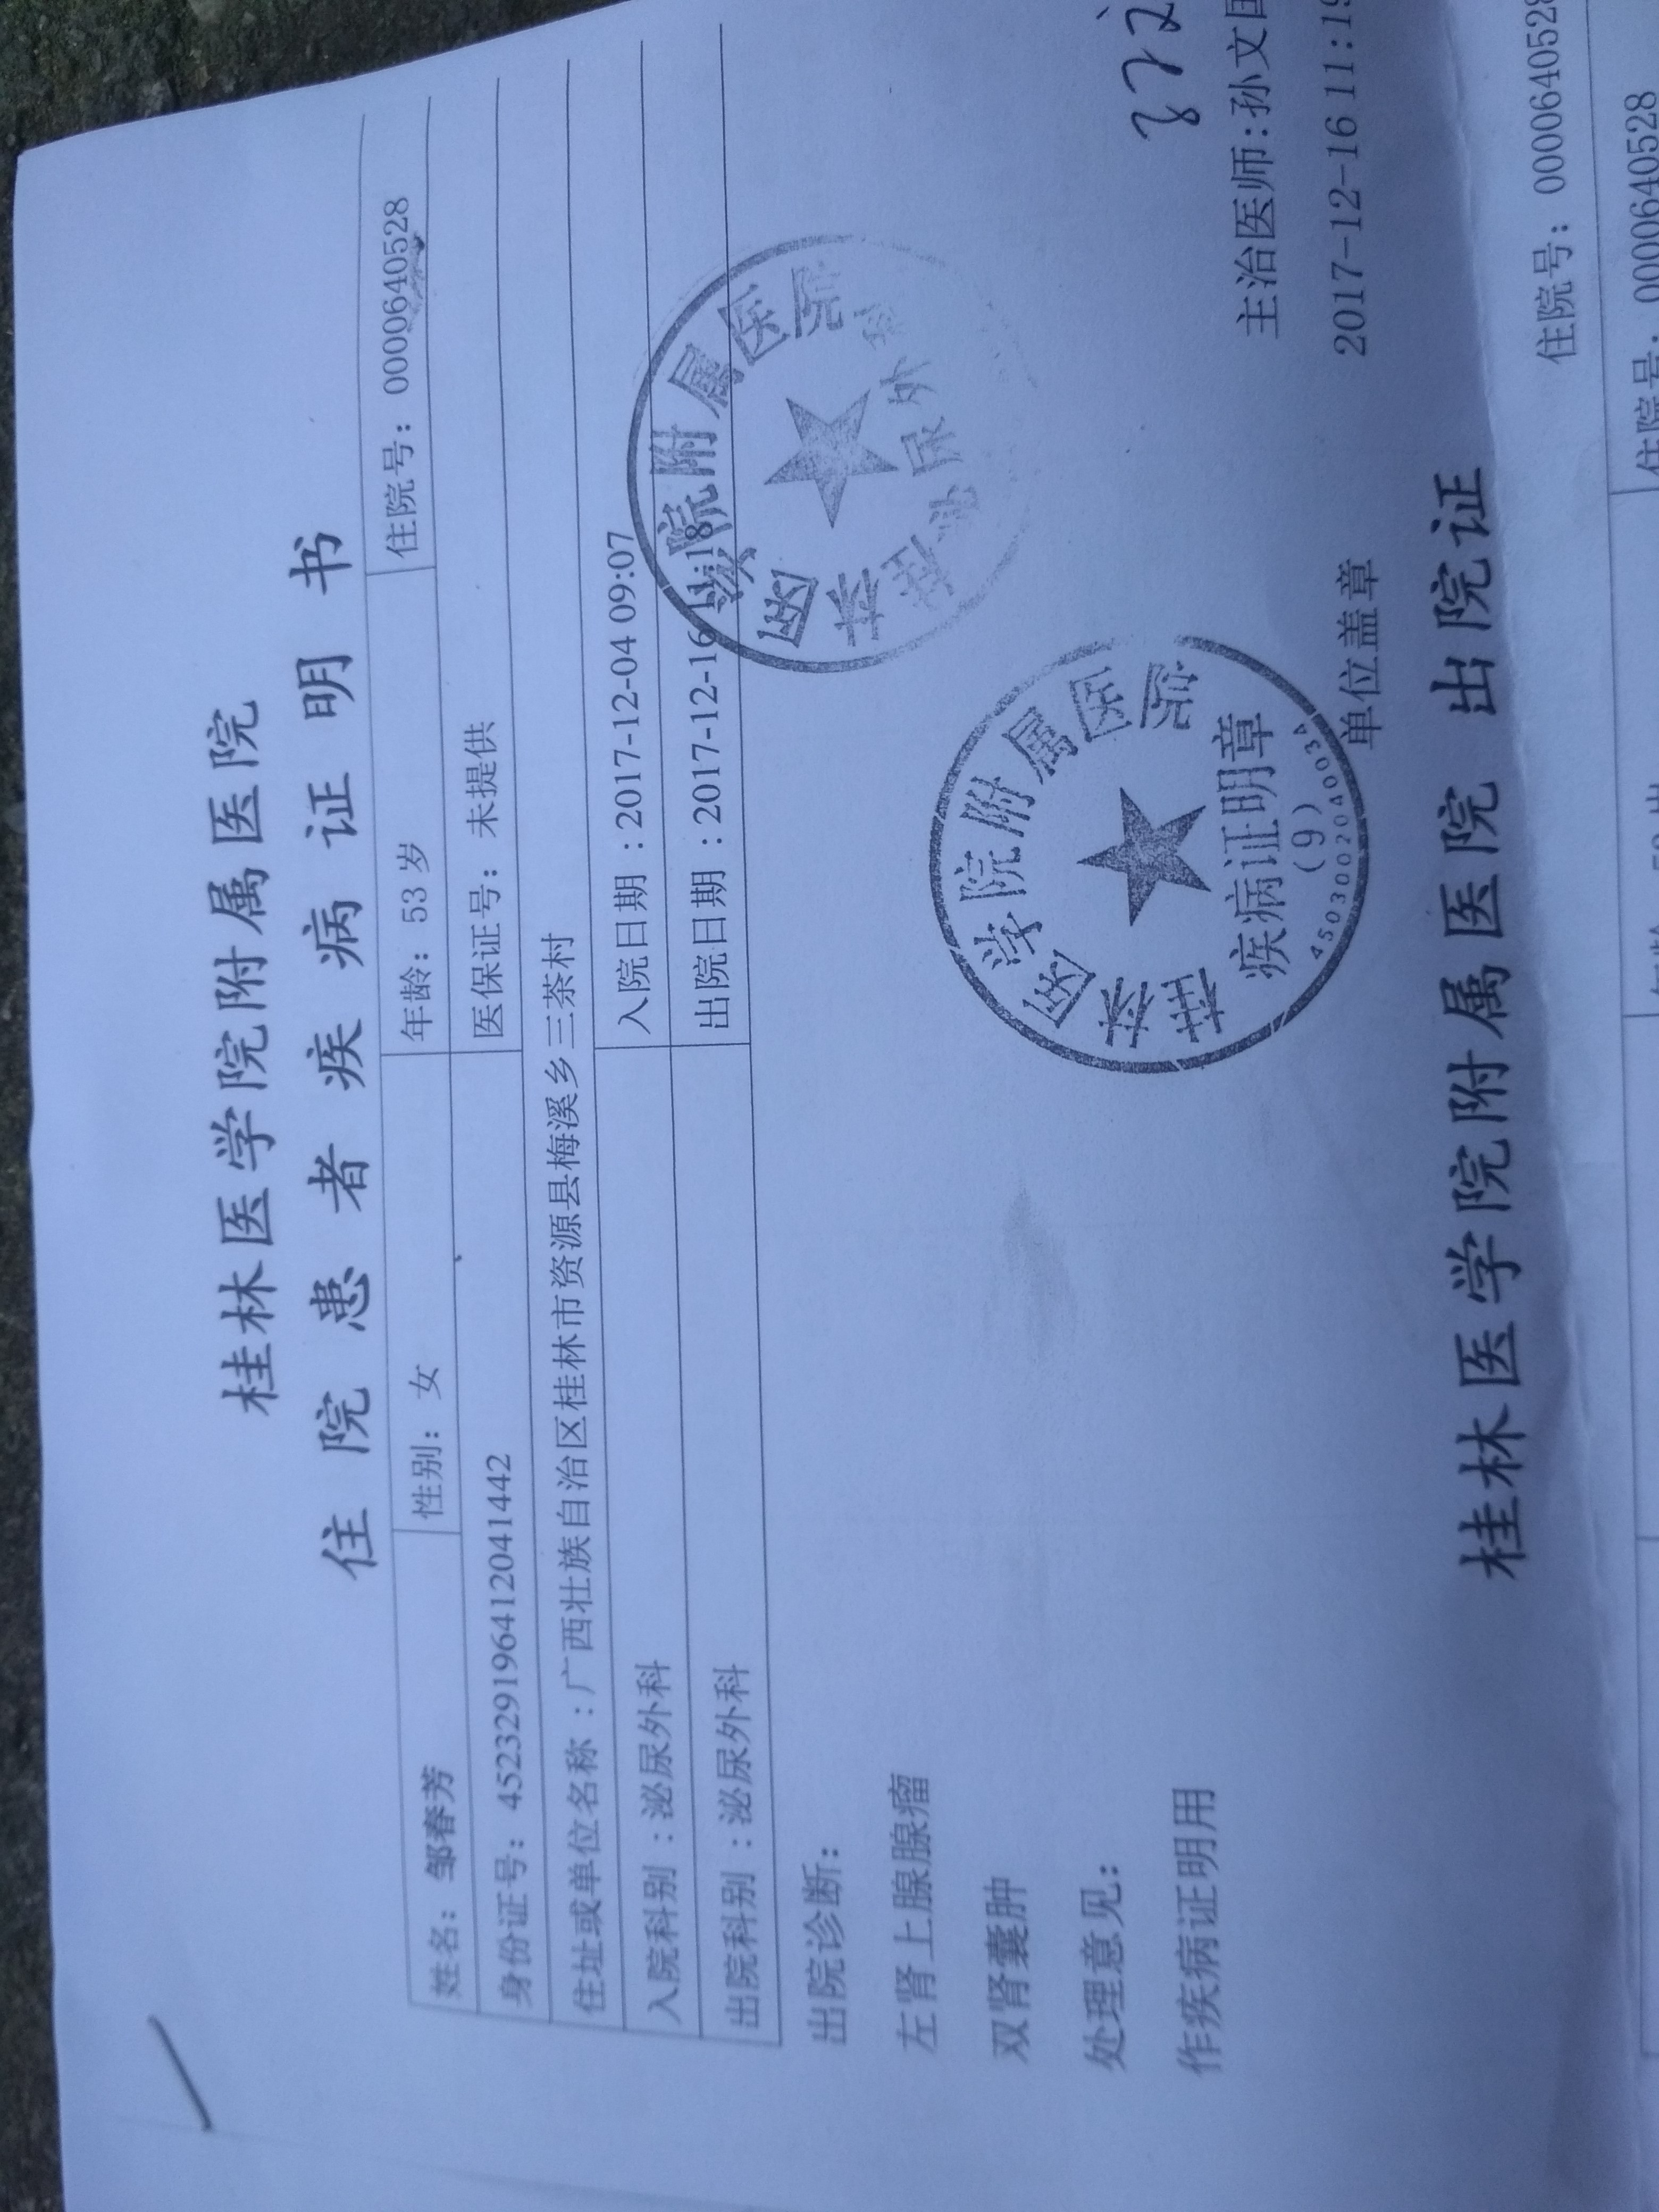 桂林医学院附属医院
住院患者疾病证明书
姓名：邹春芳 性别：女 年龄：53岁 住院号：0000640528
身份证号：452329196412041442 医保证号：未提供
住址或单位名称：广西壮族自治区桂林市资源县梅溪乡三茶村
入院科别：泌尿外科 入院日期：2017-12-04 09:07
出院科别：泌尿外科 出院日期：2017-12-16 11:18
桂林医学院附属医院
泌尿外科
出院诊断：
左肾上腺腺瘤
双肾囊肿
处理意见：
作疾病证明用
桂林医学院附属医院
疾病证明章
(9)
4503002040034
主治医师：孙文国
单位盖章
2017-12-16 11:19
桂林医学院附属医院 出院证
住院号：0000640528
住院号：0000640528